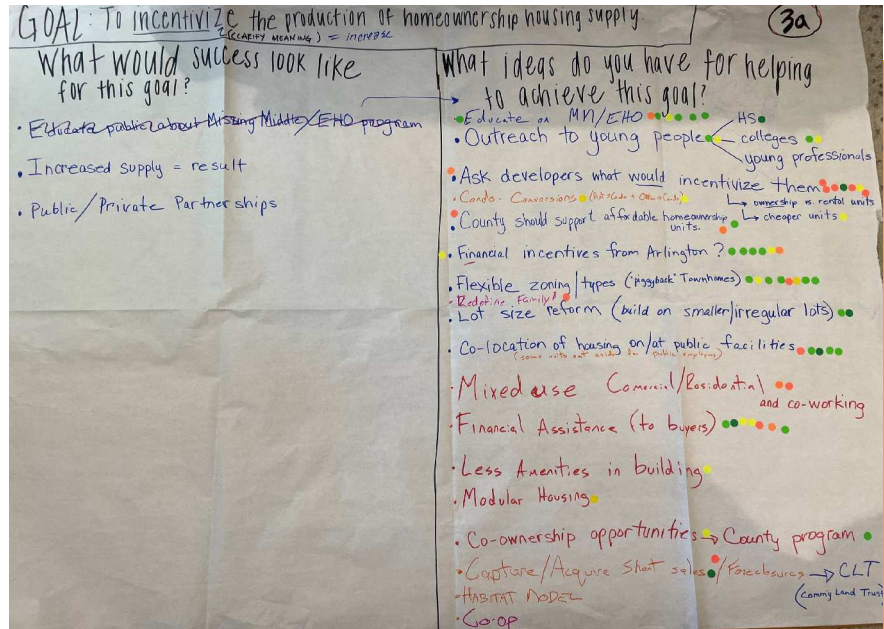 GOAL: To incentivize the production of homeownership housing supply.
(CLARIFY MEANING) = increase
3a
What would success look like
for this goal?
• Educate public about Missing Middle/EHO program
• Increased supply = result
• Public/Private Partnerships
What ideas do you have for helping
to achieve this goal?
• Educate on MM/EHO
• Outreach to young people
HS
colleges
young professionals
• Ask developers what would incentivize them
↳ ownership vs. rental units
↳ cheaper units
• Condo Conversions
• County should support affordable homeownership
units.
• Financial incentives from Arlington?
• Flexible zoning/types ("piggyback" Townhomes)
• Redefine "Family"
• Lot size reform (build on smaller/irregular lots)
• Co-location of housing on/at public facilities
(some units set aside for public employees)
• Mixed use Comercial/Residential
and co-working
• Financial Assistance (to buyers)
• Less Amenities in building
• Modular Housing
• Co-ownership opportunities → County program
• Capture/Acquire Short sales/Foreclosures → CLT
(Comm'y Land Trust)
- HABITAT MODEL
• Co-op